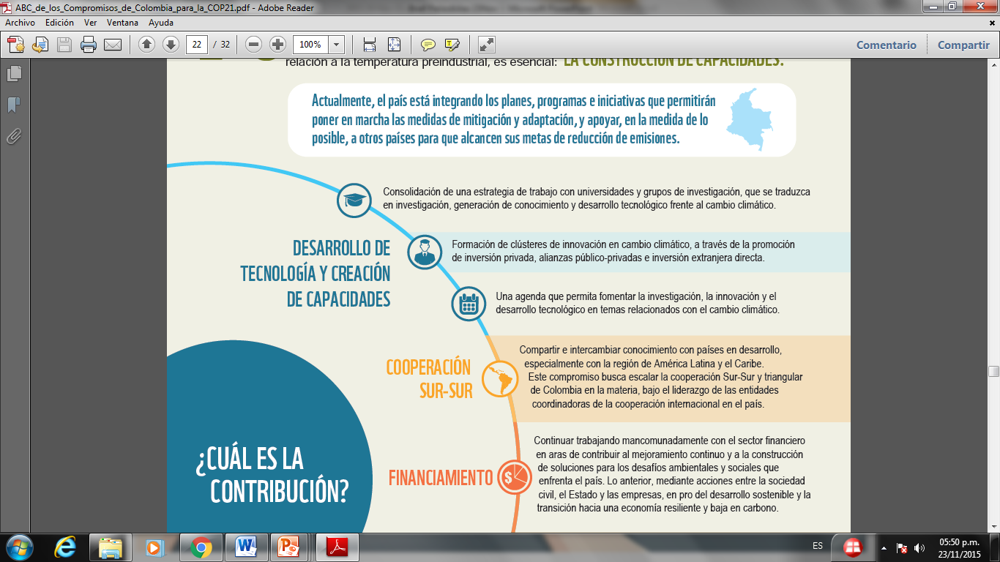 ABC_de_los_Compromisos_de_Colombia_para_la_COP21.pdf - Adobe Reader
Archivo Edición Ver Ventana Ayuda
22 / 32 100% Comentario Compartir
relación a la temperatura preindustrial, es esencial: LA CONSTRUCCIÓN DE CAPACIDADES.
Actualmente, el país está integrando los planes, programas e iniciativas que permitirán
poner en marcha las medidas de mitigación y adaptación, y apoyar, en la medida de lo
posible, a otros países para que alcancen sus metas de reducción de emisiones.
Consolidación de una estrategia de trabajo con universidades y grupos de investigación, que se traduzca
en investigación, generación de conocimiento y desarrollo tecnológico frente al cambio climático.
DESARROLLO DE
TECNOLOGÍA Y CREACIÓN
DE CAPACIDADES
Formación de clústeres de innovación en cambio climático, a través de la promoción
de inversión privada, alianzas público-privadas e inversión extranjera directa.
Una agenda que permita fomentar la investigación, la innovación y el
desarrollo tecnológico en temas relacionados con el cambio climático.
COOPERACIÓN
SUR-SUR
Compartir e intercambiar conocimiento con países en desarrollo,
especialmente con la región de América Latina y el Caribe.
Este compromiso busca escalar la cooperación Sur-Sur y triangular
de Colombia en la materia, bajo el liderazgo de las entidades
coordinadoras de la cooperación internacional en el país.
¿CUÁL ES LA
CONTRIBUCIÓN?
FINANCIAMIENTO
$
Continuar trabajando mancomunadamente con el sector financiero
en aras de contribuir al mejoramiento continuo y a la construcción
de soluciones para los desafíos ambientales y sociales que
enfrenta el país. Lo anterior, mediante acciones entre la sociedad
civil, el Estado y las empresas, en pro del desarrollo sostenible y la
transición hacia una economía resiliente y baja en carbono.
ES
05:50 p.m.
23/11/2015